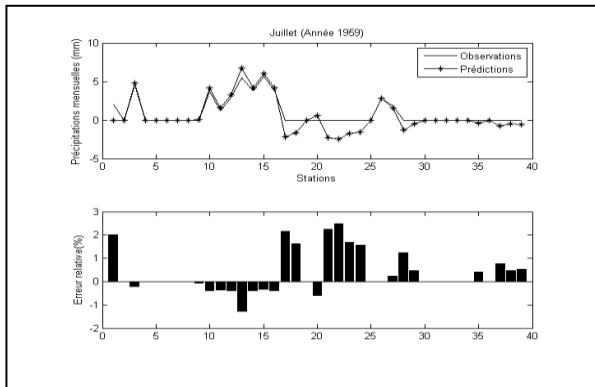 Juillet (Année 1959)
Précipitations mensuelles (mm)
10
5
0
-5
Observations
Prédictions
0 5 10 15 20 25 30 35 40
Stations
Erreur relative(%)
3
2
1
0
-1
-2
0 5 10 15 20 25 30 35 40